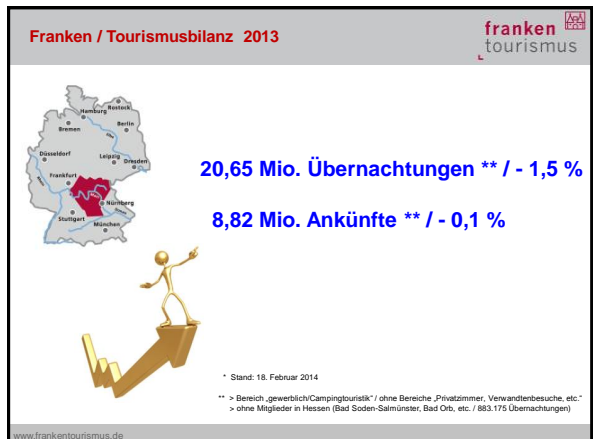 Franken / Tourismusbilanz 2013
franken
tourismus
Rostock
Hamburg
Bremen
Berlin
Düsseldorf
Leipzig
Dresden
Frankfurt
Nürnberg
Stuttgart
München
20,65 Mio. Übernachtungen ** / - 1,5 %
8,82 Mio. Ankünfte ** / - 0,1 %
* Stand: 18. Februar 2014
** > Bereich „gewerblich/Campingtouristik“ / ohne Bereiche „Privatzimmer, Verwandtenbesuche, etc.“
> ohne Mitglieder in Hessen (Bad Soden-Salmünster, Bad Orb, etc. / 883.175 Übernachtungen)
www.frankentourismus.de